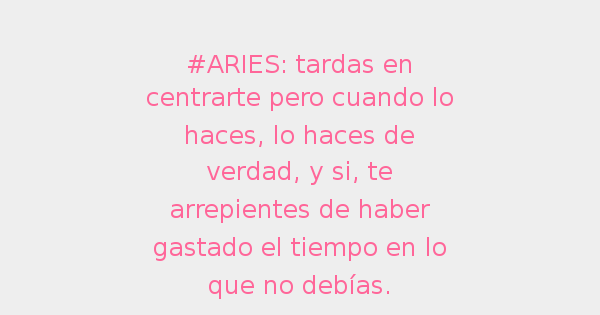 #ARIES: tardas en
centrarte pero cuando lo
haces, lo haces de
verdad, y si, te
arrepientes de haber
gastado el tiempo en lo
que no debías.